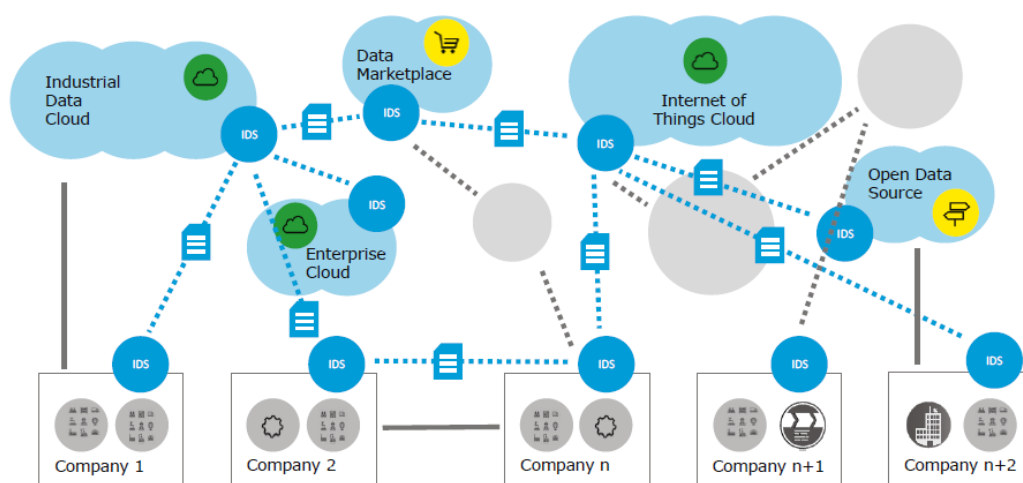 Industrial
Data
Cloud
IDS
Data
Marketplace
IDS
Internet of
Things Cloud
IDS
Open Data
Source
IDS
Enterprise
Cloud
IDS
IDS
Company 1
IDS
Company 2
IDS
Company n
IDS
Company n+1
IDS
Company n+2